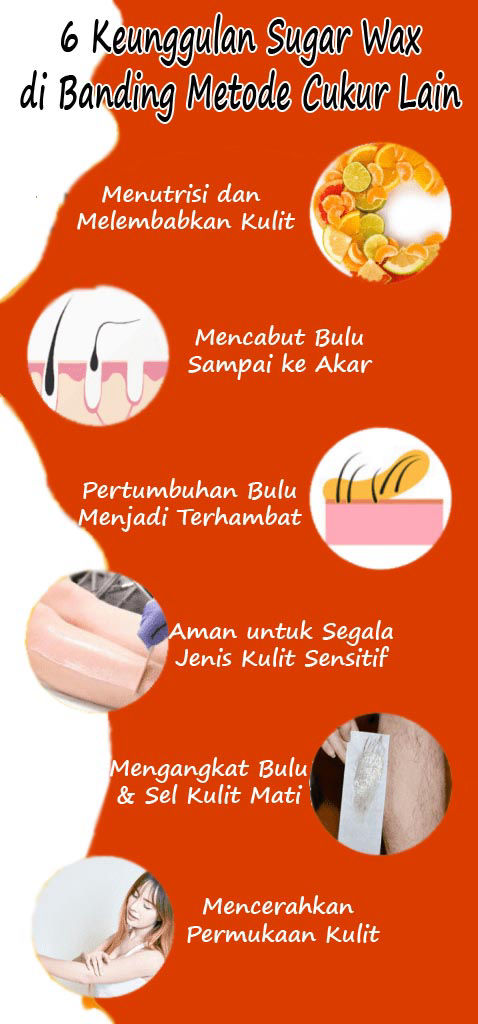 6 Keunggulan Sugar Wax
di Banding Metode Cukur Lain
Menutrisi dan
Melembabkan Kulit
Mencabut Bulu
Sampai ke Akar
Pertumbuhan Bulu
Menjadi Terhambat
Aman untuk Segala
Jenis Kulit Sensitif
Mengangkat Bulu
& Sel Kulit Mati
Mencerahkan
Permukaan Kulit